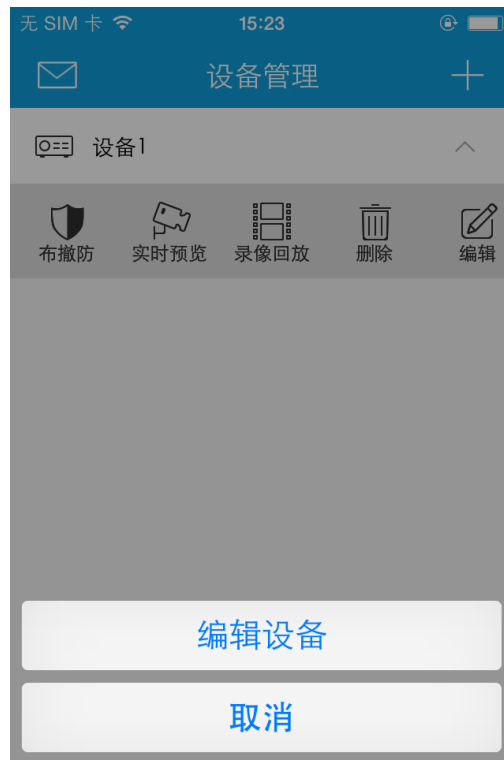 无 SIM 卡 15:23
设备管理
设备1
布撤防 实时预览 录像回放 删除 编辑
编辑设备
取消